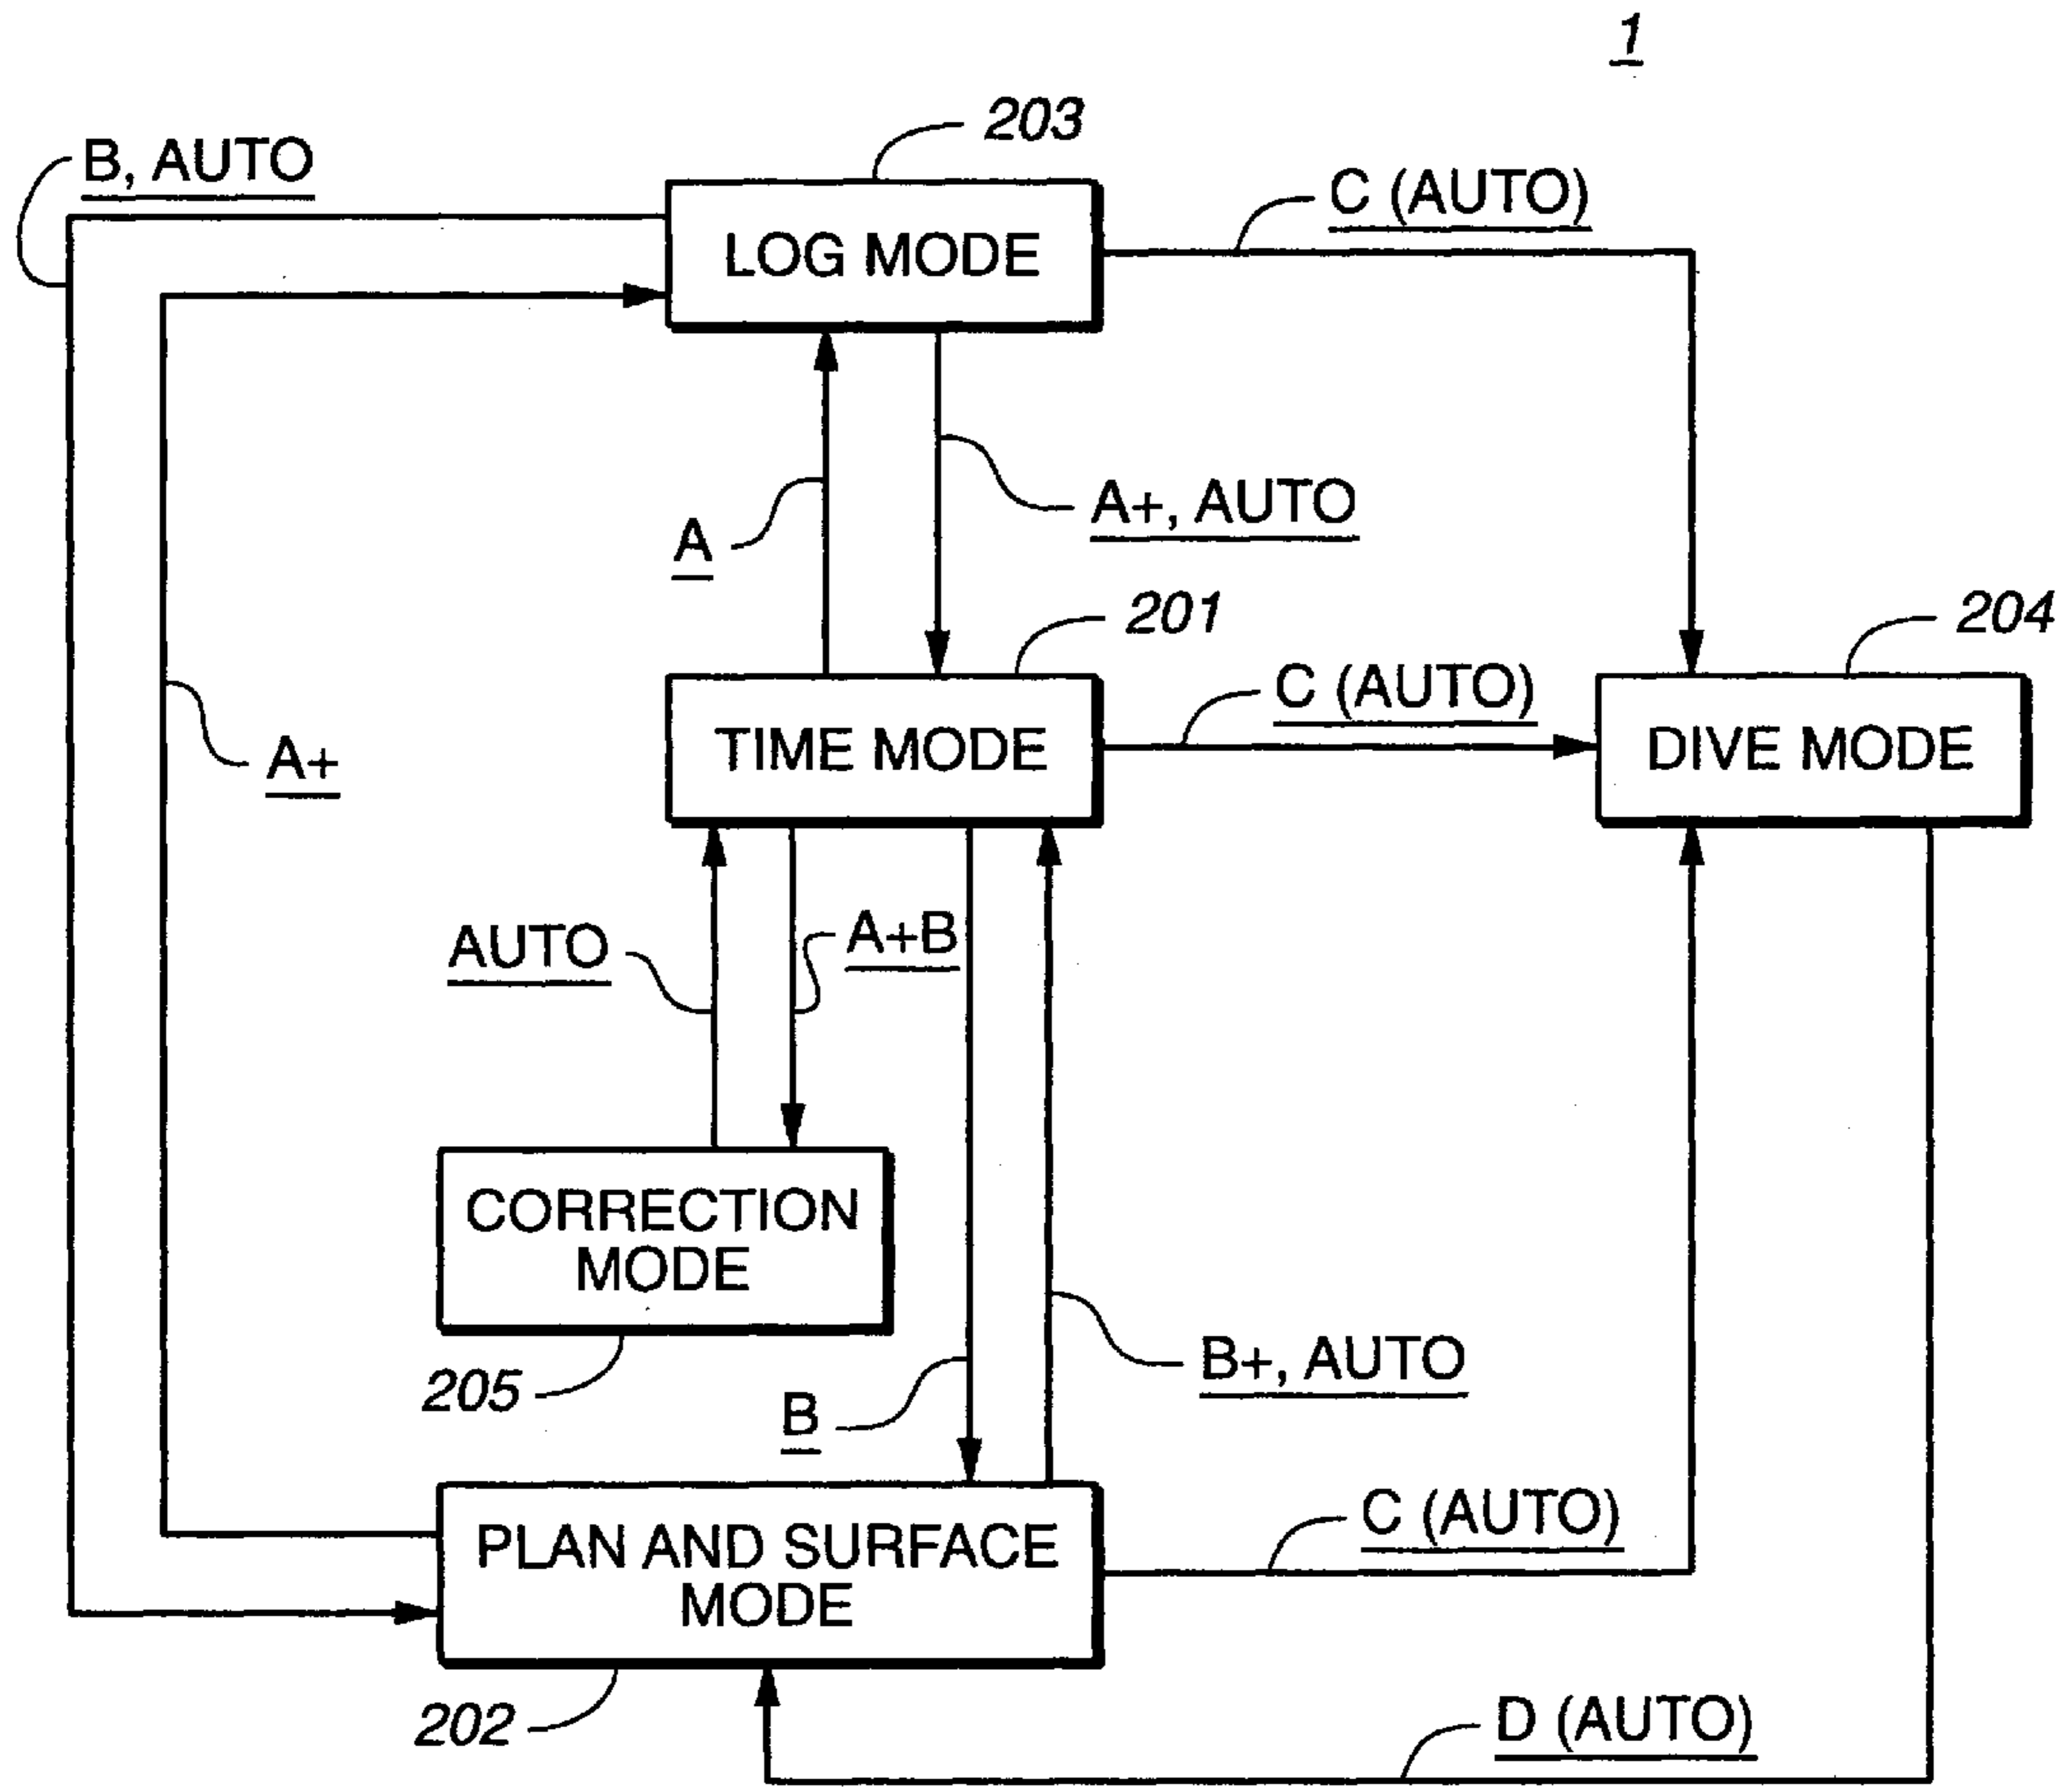 1
203
B, AUTO
C (AUTO)
LOG MODE
A+, AUTO
A
201
204
C (AUTO)
TIME MODE
DIVE MODE
A+
AUTO
A+B
CORRECTION
MODE
B+, AUTO
205
B
C (AUTO)
PLAN AND SURFACE
MODE
202
D (AUTO)